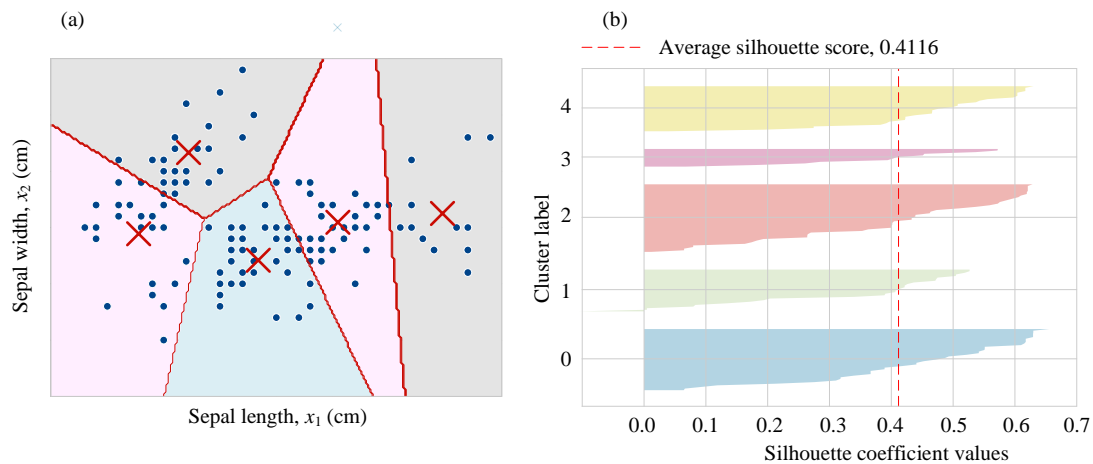 (a)
Sepal width, x₂ (cm)
Sepal length, x₁ (cm)
(b)
Average silhouette score, 0.4116
Cluster label
4
3
2
1
0
0.0 0.1 0.2 0.3 0.4 0.5 0.6 0.7
Silhouette coefficient values